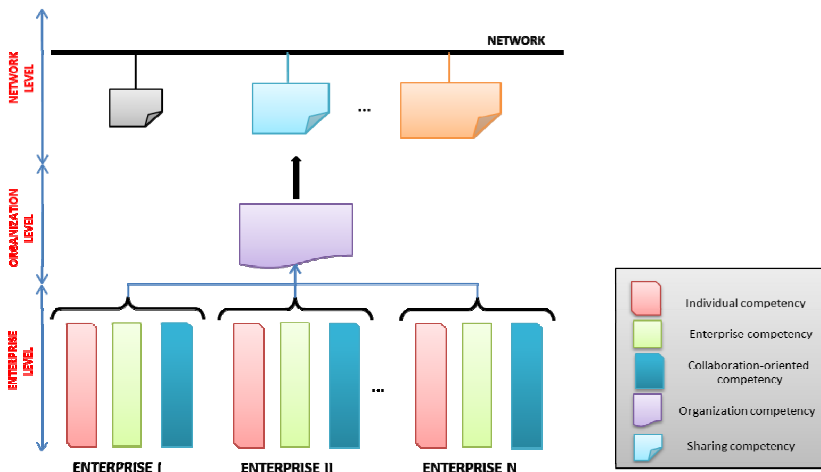 NETWORK
NETWORK
LEVEL
...
ORGANIZATION
LEVEL
ENTERPRISE
LEVEL
...
ENTERPRISE I
ENTERPRISE II
ENTERPRISE N
Individual competency
Enterprise competency
Collaboration-oriented
competency
Organization competency
Sharing competency